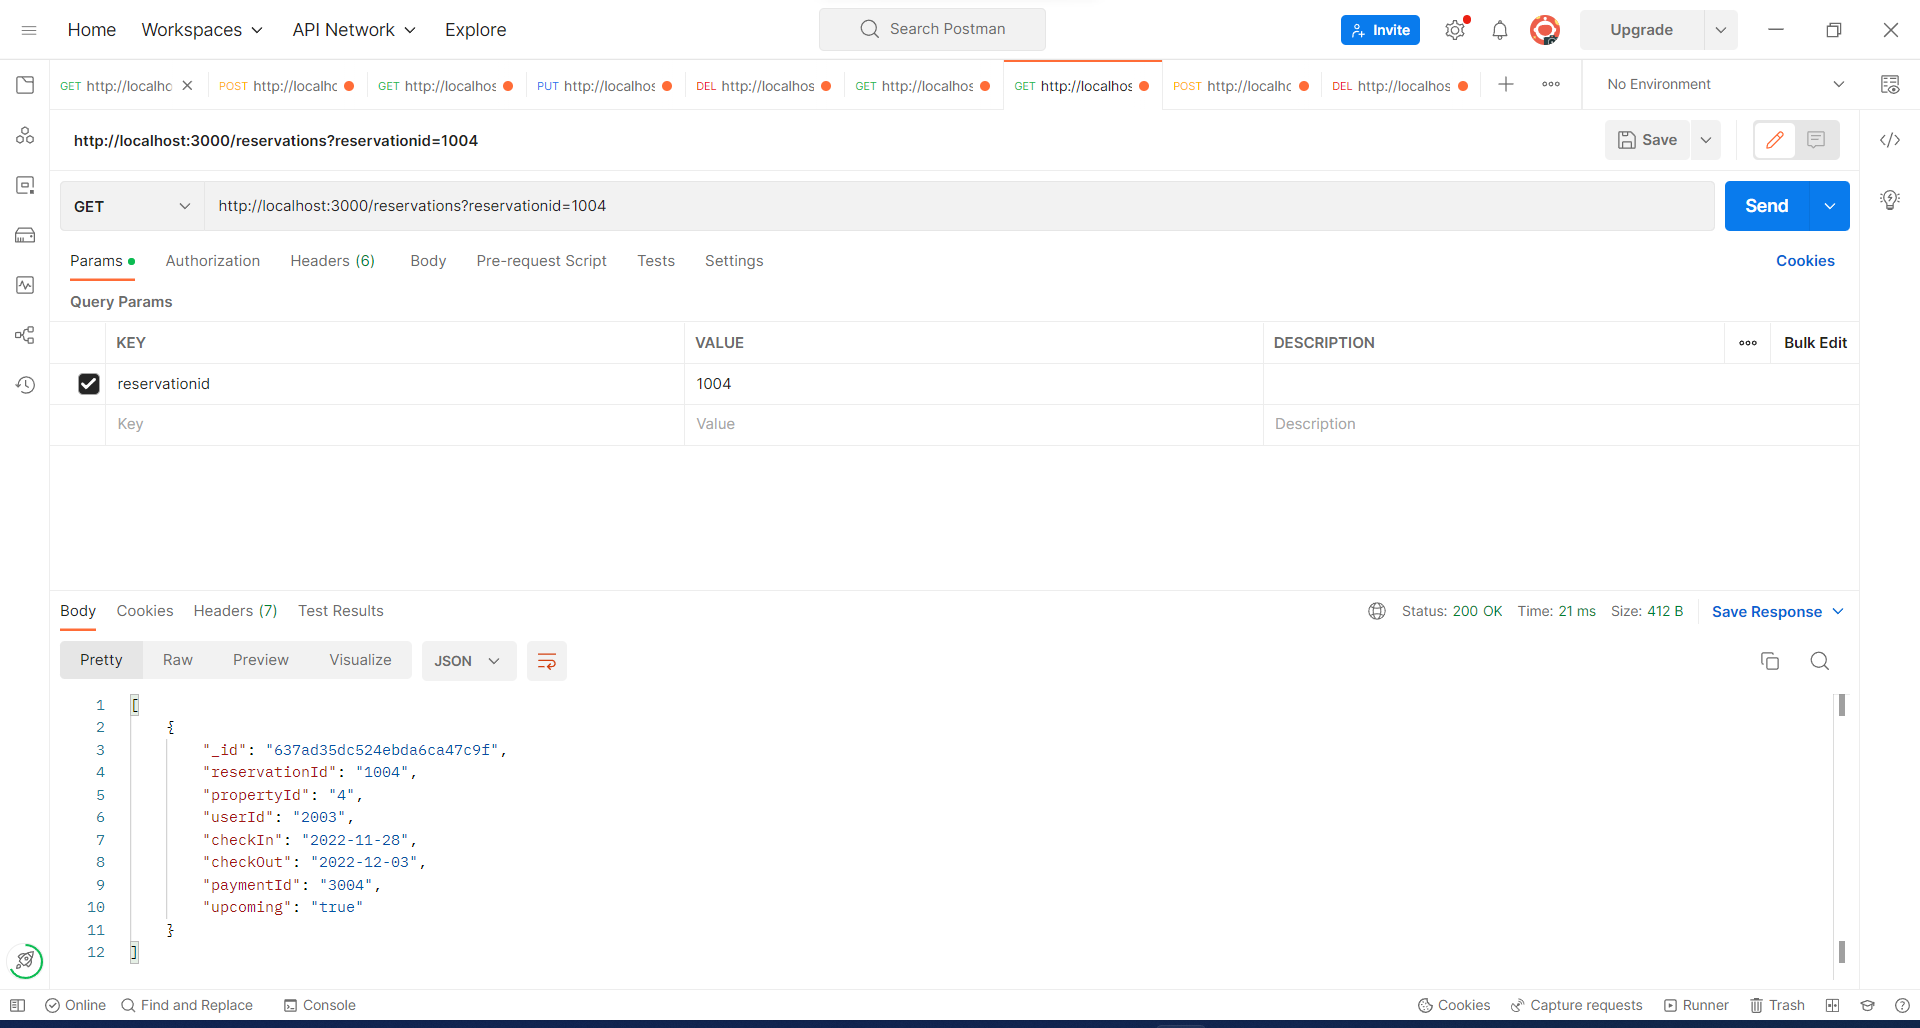 Home Workspaces API Network Explore Search Postman Invite Upgrade
GET http://localho POST http://localho GET http://localhos PUT http://localhos DEL http://localhos GET http://localhos GET http://localhos POST http://localho DEL http://localhos No Environment
http://localhost:3000/reservations?reservationid=1004 Save
GET http://localhost:3000/reservations?reservationid=1004 Send
Params Authorization Headers (6) Body Pre-request Script Tests Settings Cookies
Query Params
KEY VALUE DESCRIPTION Bulk Edit
reservationid 1004
Key Value Description
Body Cookies Headers (7) Test Results Status: 200 OK Time: 21 ms Size: 412 B Save Response
Pretty Raw Preview Visualize JSON
1 [
2 {
3 "_id": "637ad35dc524ebda6ca47c9f",
4 "reservationId": "1004",
5 "propertyId": "4",
6 "userId": "2003",
7 "checkIn": "2022-11-28",
8 "checkOut": "2022-12-03",
9 "paymentId": "3004",
10 "upcoming": "true"
11 }
12 ]
Online Find and Replace Console Cookies Capture requests Runner Trash